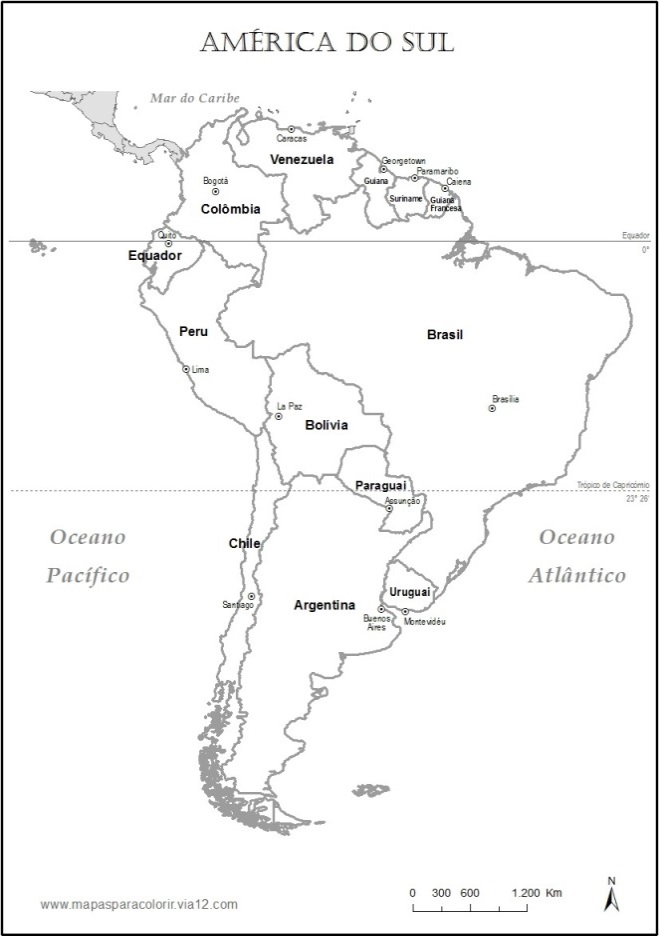 AMÉRICA DO SUL
Mar do Caribe
Caracas
Venezuela
Georgetown
Paramaribo
Caiena
Guiana
Suriname
Guiana
Francesa
Bogotá
Colômbia
Equador
0°
Quito
Equador
Peru
Brasil
Lima
Brasília
La Paz
Bolívia
Paraguai
Trópico de Capricórnio
23° 26'
Assunção
Oceano
Pacífico
Chile
Oceano
Atlântico
Uruguai
Santiago
Argentina
Buenos
Aires
Montevidéu
www.mapasparacolorir.via12.com
0 300 600 1.200 Km
N